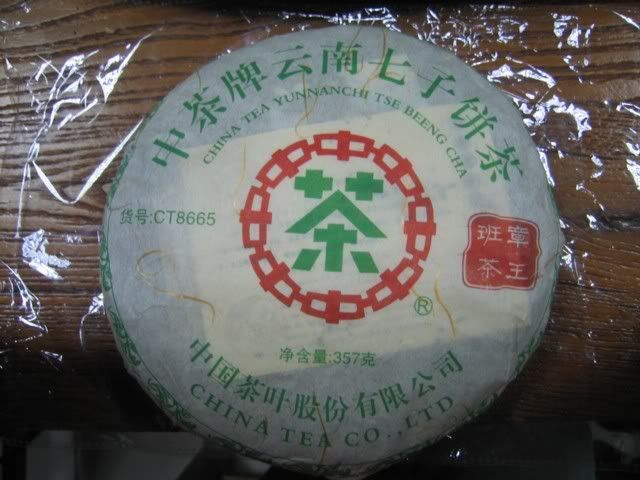 中茶牌云南七子饼茶
CHINA TEA YUNNANCHI TSE BEENG CHA
茶
®
货号:CT8665
班章
茶王
净含量:357克
中国茶叶股份有限公司
CHINA TEA CO.,LTD